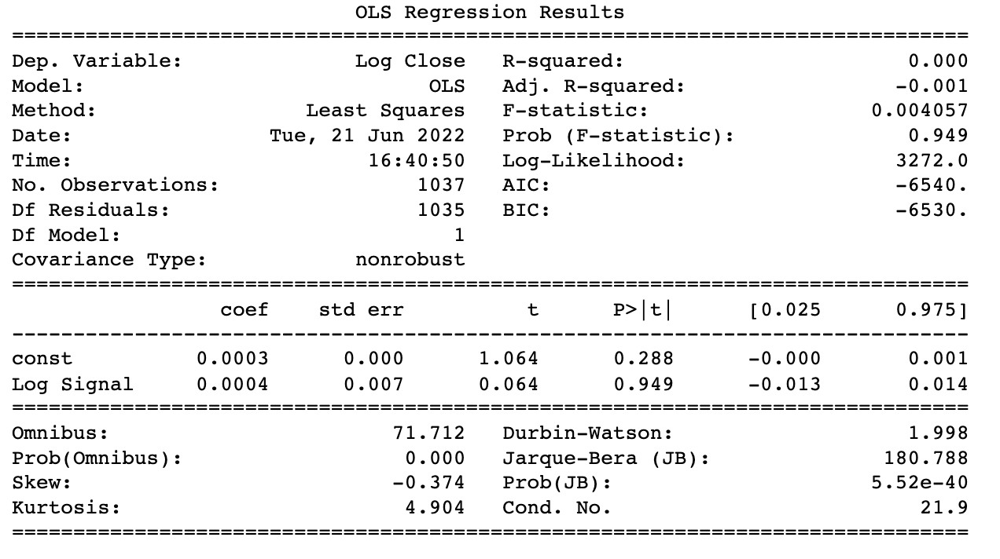 OLS Regression Results
==============================================================================
Dep. Variable: Log Close R-squared: 0.000
Model: OLS Adj. R-squared: -0.001
Method: Least Squares F-statistic: 0.004057
Date: Tue, 21 Jun 2022 Prob (F-statistic): 0.949
Time: 16:40:50 Log-Likelihood: 3272.0
No. Observations: 1037 AIC: -6540.
Df Residuals: 1035 BIC: -6530.
Df Model: 1
Covariance Type: nonrobust
==============================================================================
coef std err t P>|t| [0.025 0.975]
------------------------------------------------------------------------------
const 0.0003 0.000 1.064 0.288 -0.000 0.001
Log Signal 0.0004 0.007 0.064 0.949 -0.013 0.014
==============================================================================
Omnibus: 71.712 Durbin-Watson: 1.998
Prob(Omnibus): 0.000 Jarque-Bera (JB): 180.788
Skew: -0.374 Prob(JB): 5.52e-40
Kurtosis: 4.904 Cond. No. 21.9
==============================================================================